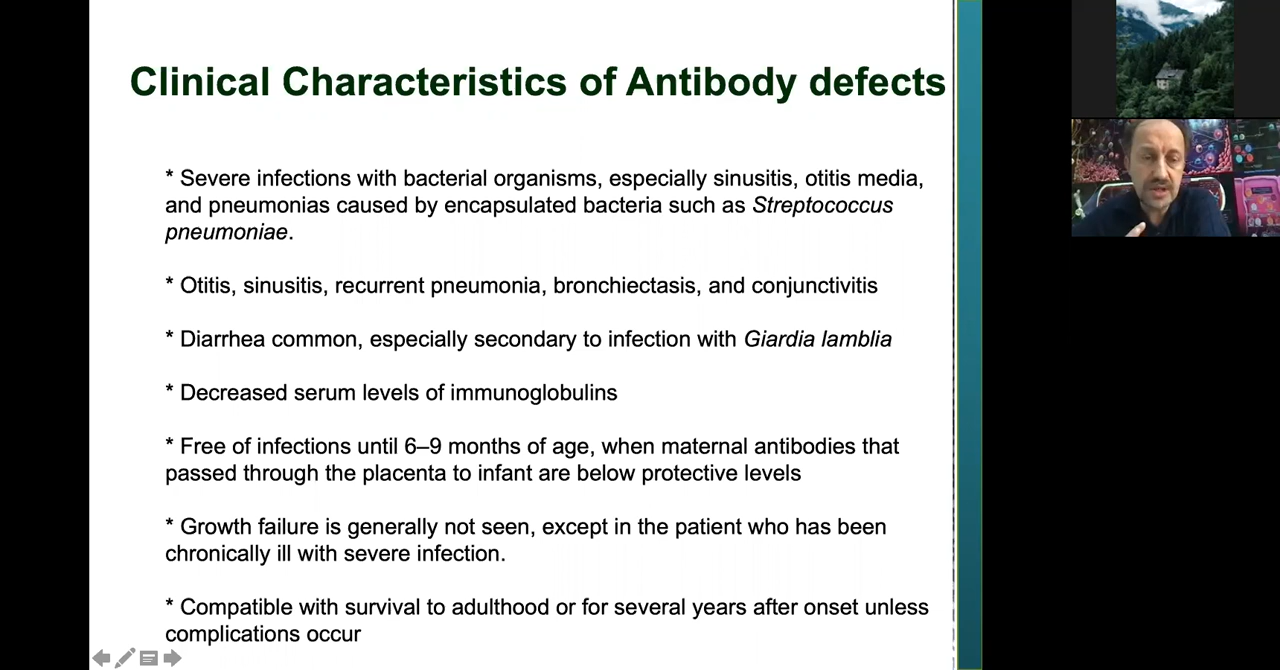 Clinical Characteristics of Antibody defects
* Severe infections with bacterial organisms, especially sinusitis, otitis media,
and pneumonias caused by encapsulated bacteria such as Streptococcus
pneumoniae.
* Otitis, sinusitis, recurrent pneumonia, bronchiectasis, and conjunctivitis
* Diarrhea common, especially secondary to infection with Giardia lamblia
* Decreased serum levels of immunoglobulins
* Free of infections until 6–9 months of age, when maternal antibodies that
passed through the placenta to infant are below protective levels
* Growth failure is generally not seen, except in the patient who has been
chronically ill with severe infection.
* Compatible with survival to adulthood or for several years after onset unless
complications occur